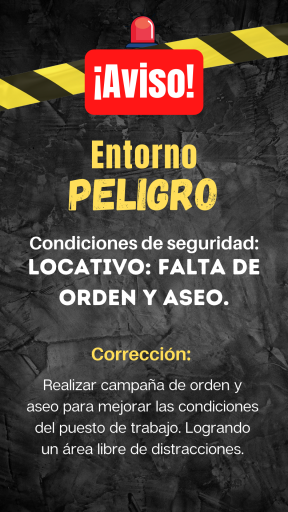 ¡Aviso!
Entorno
PELIGRO
Condiciones de seguridad:
LOCATIVO: FALTA DE
ORDEN Y ASEO.
Corrección:
Realizar campaña de orden y
aseo para mejorar las condiciones
del puesto de trabajo. Logrando
un área libre de distracciones.